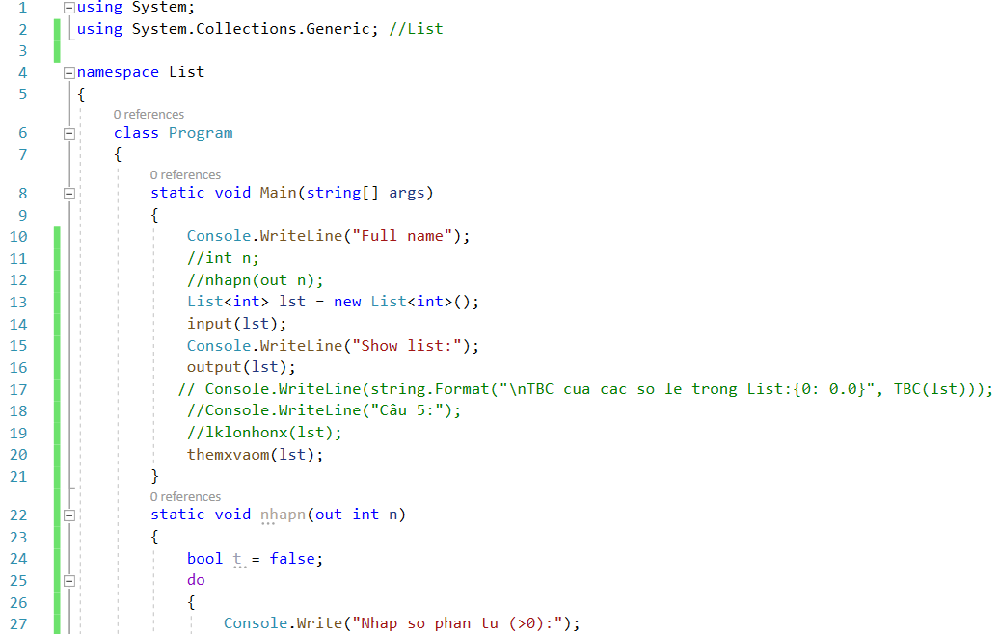 1 using System;
2 using System.Collections.Generic; //List
3
4 namespace List
5 {
0 references
6 class Program
7 {
0 references
8 static void Main(string[] args)
9 {
10 Console.WriteLine("Full name");
11 //int n;
12 //nhapn(out n);
13 List<int> lst = new List<int>();
14 input(lst);
15 Console.WriteLine("Show list:");
16 output(lst);
17 // Console.WriteLine(string.Format("\nTBC cua cac so le trong List:{0: 0.0}", TBC(lst)));
18 //Console.WriteLine("Câu 5:");
19 //lklonhonx(lst);
20 themxvaom(lst);
21 }
0 references
22 static void nhapn(out int n)
23 {
24 bool t = false;
25 do
26 {
27 Console.Write("Nhap so phan tu (>0):");